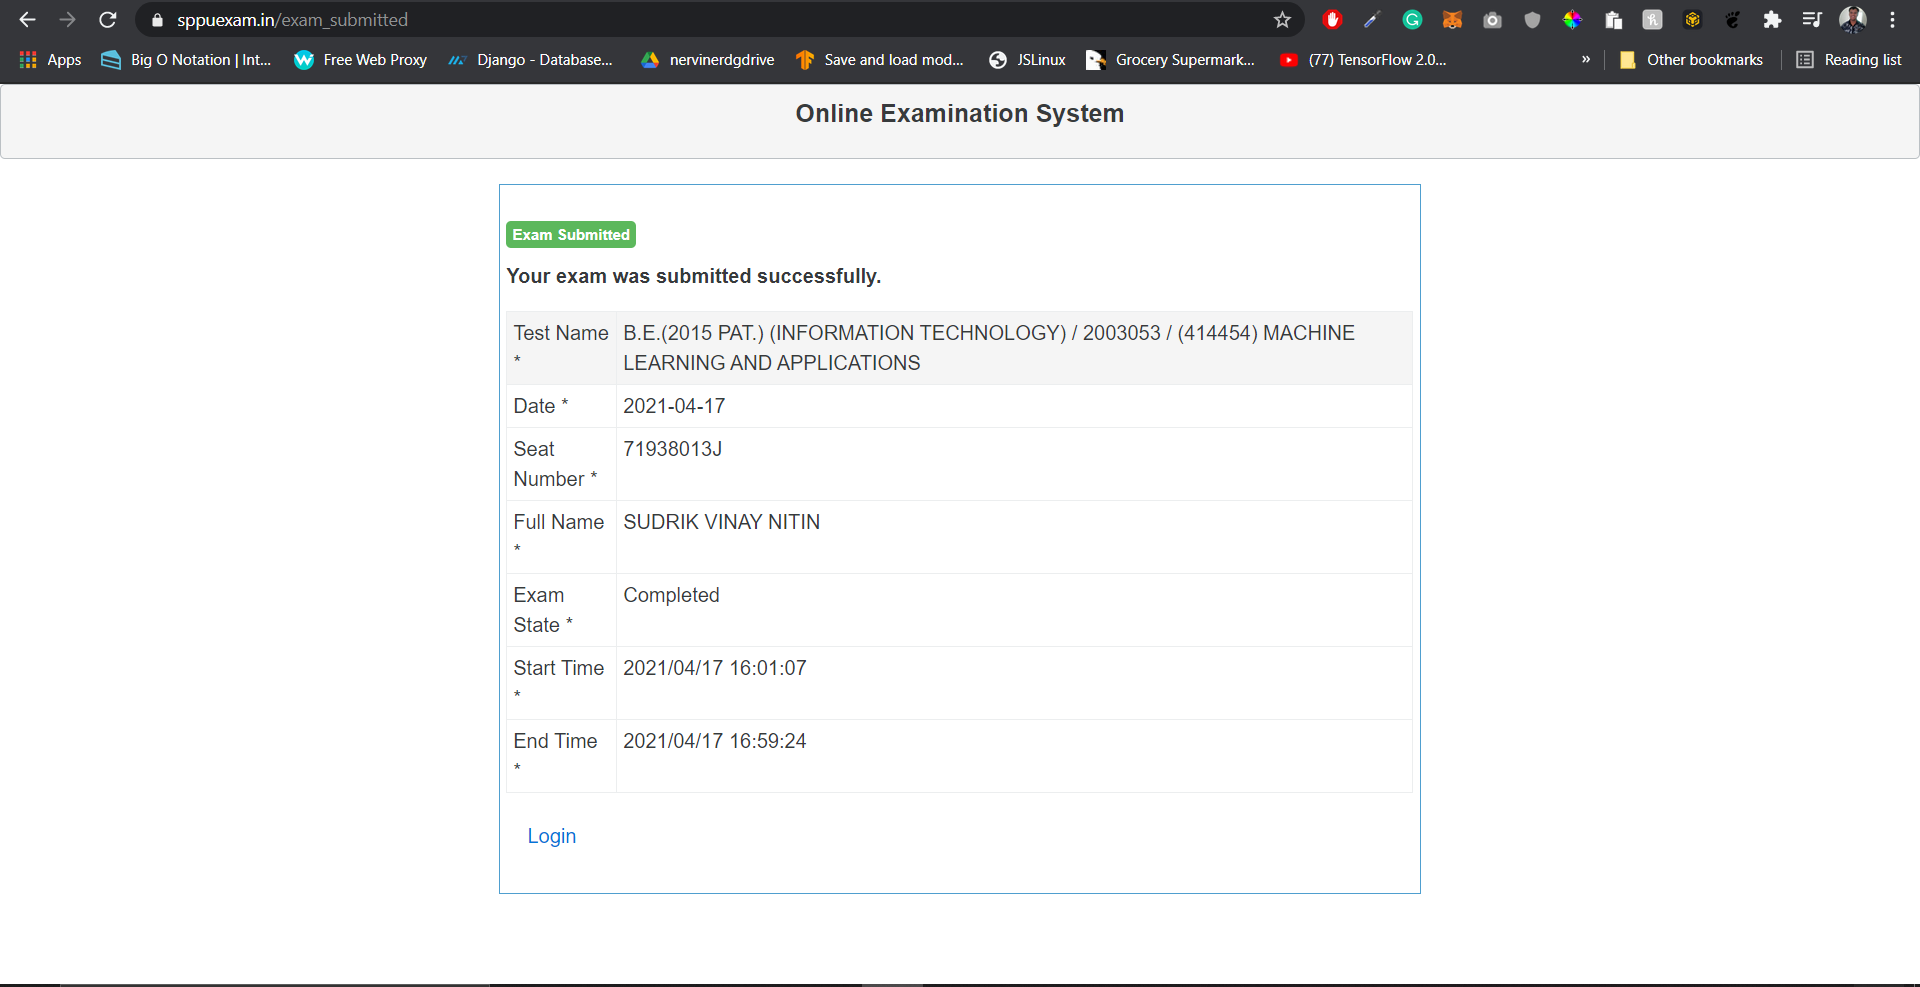 sppuexam.in/exam_submitted
Apps Big O Notation | Int... Free Web Proxy Django - Database... nervinerdgdrive Save and load mod... JSLinux Grocery Supermark... (77) TensorFlow 2.0... » Other bookmarks Reading list
Online Examination System
Exam Submitted
Your exam was submitted successfully.
Test Name * B.E.(2015 PAT.) (INFORMATION TECHNOLOGY) / 2003053 / (414454) MACHINE
LEARNING AND APPLICATIONS
Date * 2021-04-17
Seat 71938013J
Number *
Full Name SUDRIK VINAY NITIN
*
Exam Completed
State *
Start Time 2021/04/17 16:01:07
*
End Time 2021/04/17 16:59:24
*
Login